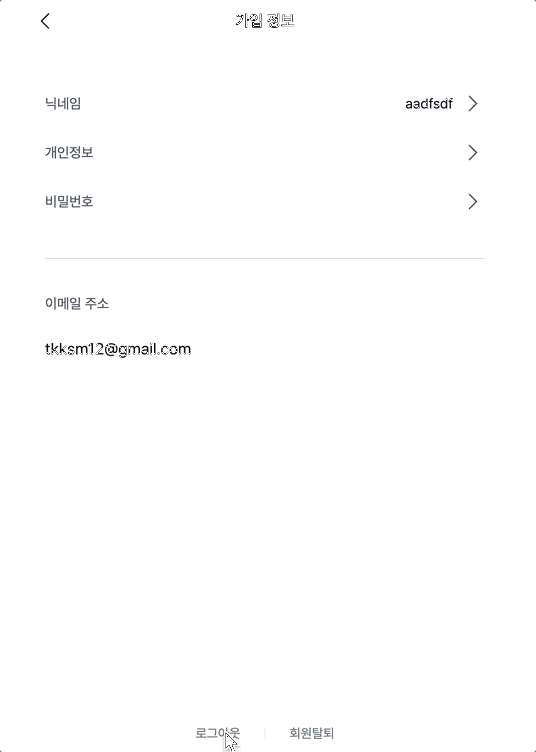 가입 정보
닉네임 aadfsdf
개인정보
비밀번호
이메일 주소
tkksm12@gmail.com
로그아웃 | 회원탈퇴